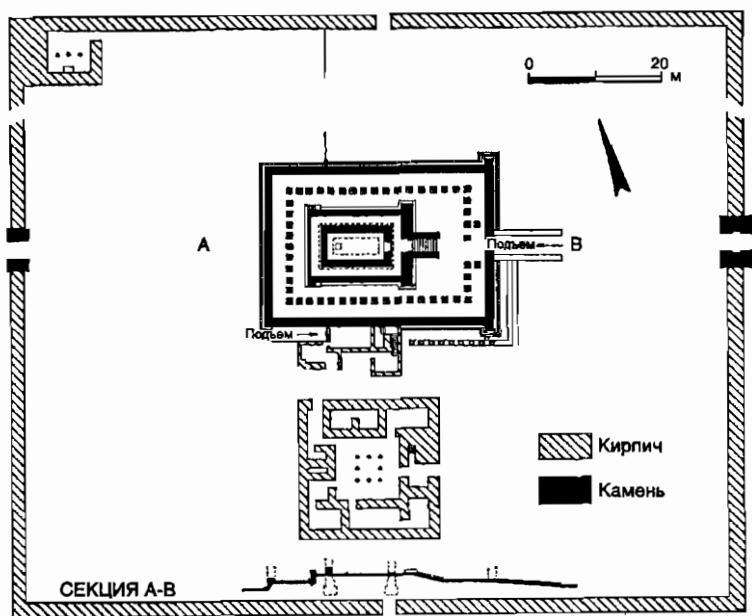 0 20
м
А
Подъем
В
Подъем
Кирпич
Камень
СЕКЦИЯ А-В